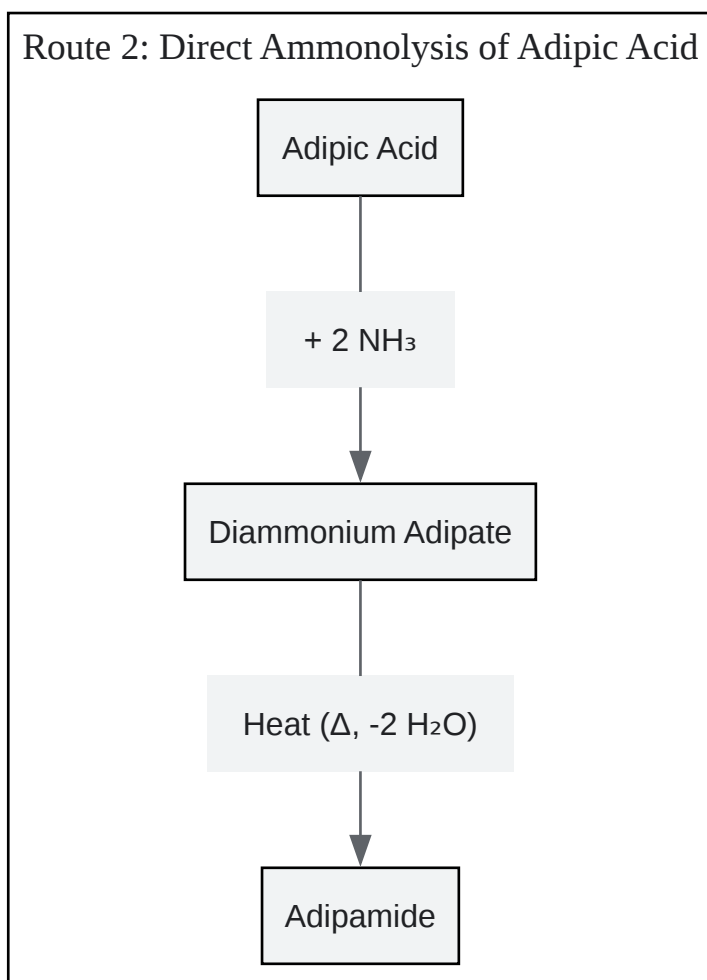 Route 2: Direct Ammonolysis of Adipic Acid
Adipic Acid
+ 2 NH₃
Diammonium Adipate
Heat (Δ, -2 H₂O)
Adipamide